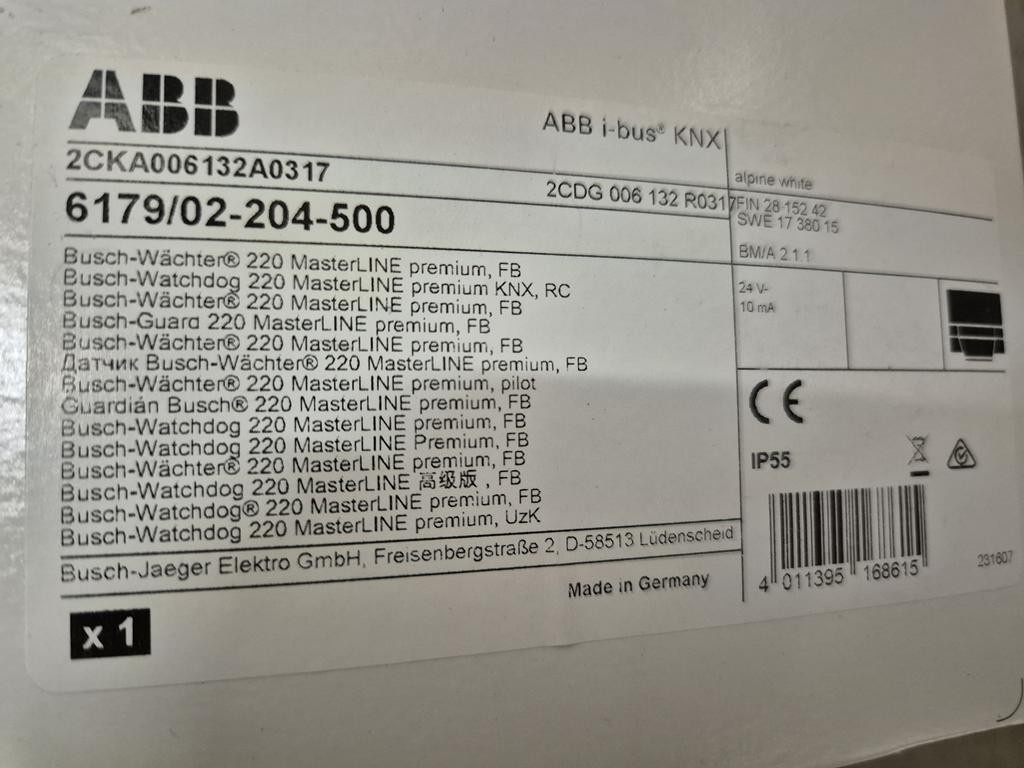 ABB
ABB i-bus® KNX
2CKA006132A0317
2CDG 006 132 R0317
6179/02-204-500
Busch-Wächter® 220 MasterLINE premium, FB
Busch-Watchdog 220 MasterLINE premium KNX, RC
Busch-Wächter® 220 MasterLINE premium, FB
Busch-Guard 220 MasterLINE premium, FB
Busch-Wächter® 220 MasterLINE premium, FB
Датчик Busch-Wächter® 220 MasterLINE premium, FB
Busch-Wächter® 220 MasterLINE premium, pilot
Guardián Busch® 220 MasterLINE premium, FB
Busch-Watchdog 220 MasterLINE premium, FB
Busch-Watchdog 220 MasterLINE Premium, FB
Busch-Wächter® 220 MasterLINE premium, FB
Busch-Watchdog 220 MasterLINE 高级版 , FB
Busch-Watchdog® 220 MasterLINE premium, FB
Busch-Watchdog 220 MasterLINE premium, UzK
Busch-Jaeger Elektro GmbH, Freisenbergstraße 2, D-58513 Lüdenscheid
Made in Germany
x 1
alpine white
FIN 28 152 42
SWE 17 380 15
BM/A 2.1.1
24 V-
10 mA
CE
IP55
4 011395 168615
231607